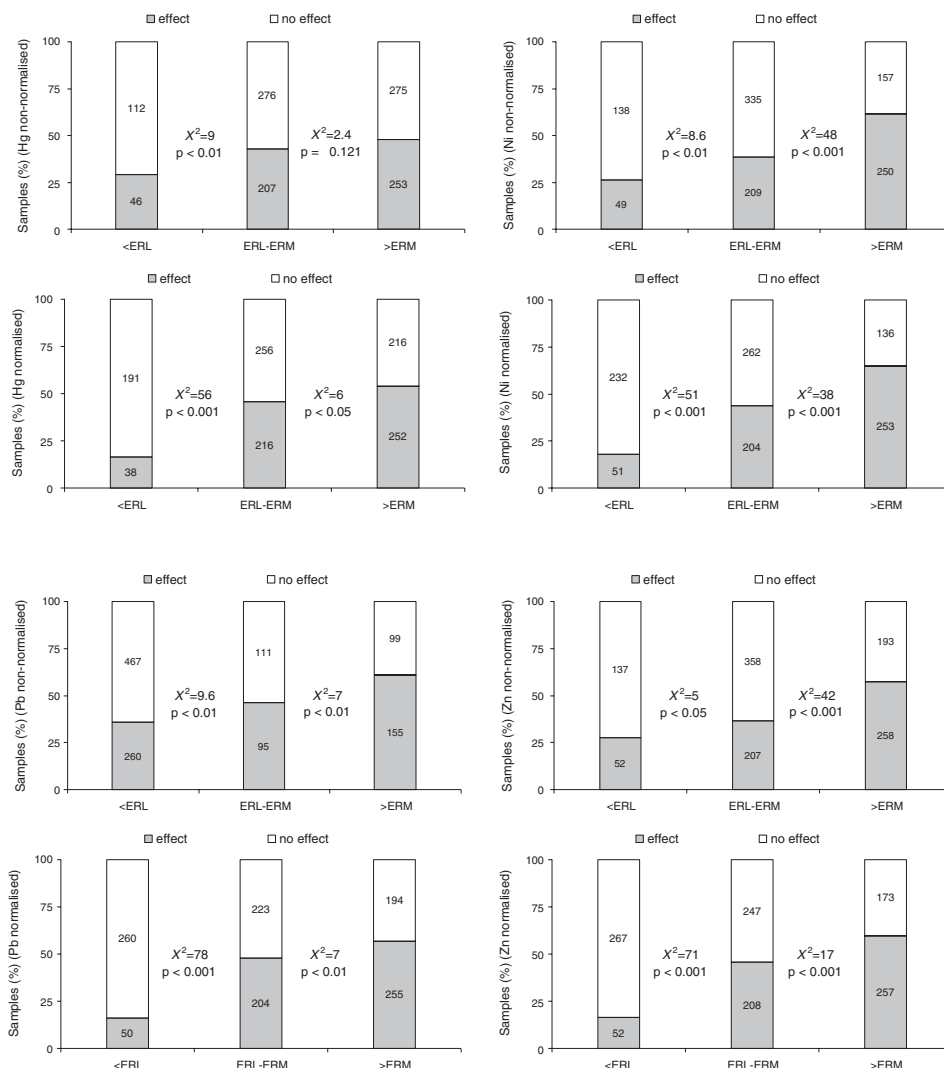 effect no effect
Samples (%) (Hg non-normalised)
100
75
50
25
0
112
276
275
X²=9
p < 0.01
X²=2.4
p = 0.121
46
207
253
<ERL ERL-ERM >ERM
effect no effect
Samples (%) (Ni non-normalised)
100
75
50
25
0
138
335
157
X²=8.6
p < 0.01
X²=48
p < 0.001
49
209
250
<ERL ERL-ERM >ERM
effect no effect
Samples (%) (Hg normalised)
100
75
50
25
0
191
256
216
X²=56
p < 0.001
X²=6
p < 0.05
38
216
252
<ERL ERL-ERM >ERM
effect no effect
Samples (%) (Ni normalised)
100
75
50
25
0
232
262
136
X²=51
p < 0.001
X²=38
p < 0.001
51
204
253
<ERL ERL-ERM >ERM
effect no effect
Samples (%) (Pb non-normalised)
100
75
50
25
0
467
111
99
X²=9.6
p < 0.01
X²=7
p < 0.01
260
95
155
<ERL ERL-ERM >ERM
effect no effect
Samples (%) (Zn non-normalised)
100
75
50
25
0
137
358
193
X²=5
p < 0.05
X²=42
p < 0.001
52
207
258
<ERL ERL-ERM >ERM
effect no effect
Samples (%) (Pb normalised)
100
75
50
25
0
260
223
194
X²=78
p < 0.001
X²=7
p < 0.01
50
204
255
<ERL ERL-ERM >ERM
effect no effect
Samples (%) (Zn normalised)
100
75
50
25
0
267
247
173
X²=71
p < 0.001
X²=17
p < 0.001
52
208
257
<ERL ERL-ERM >ERM